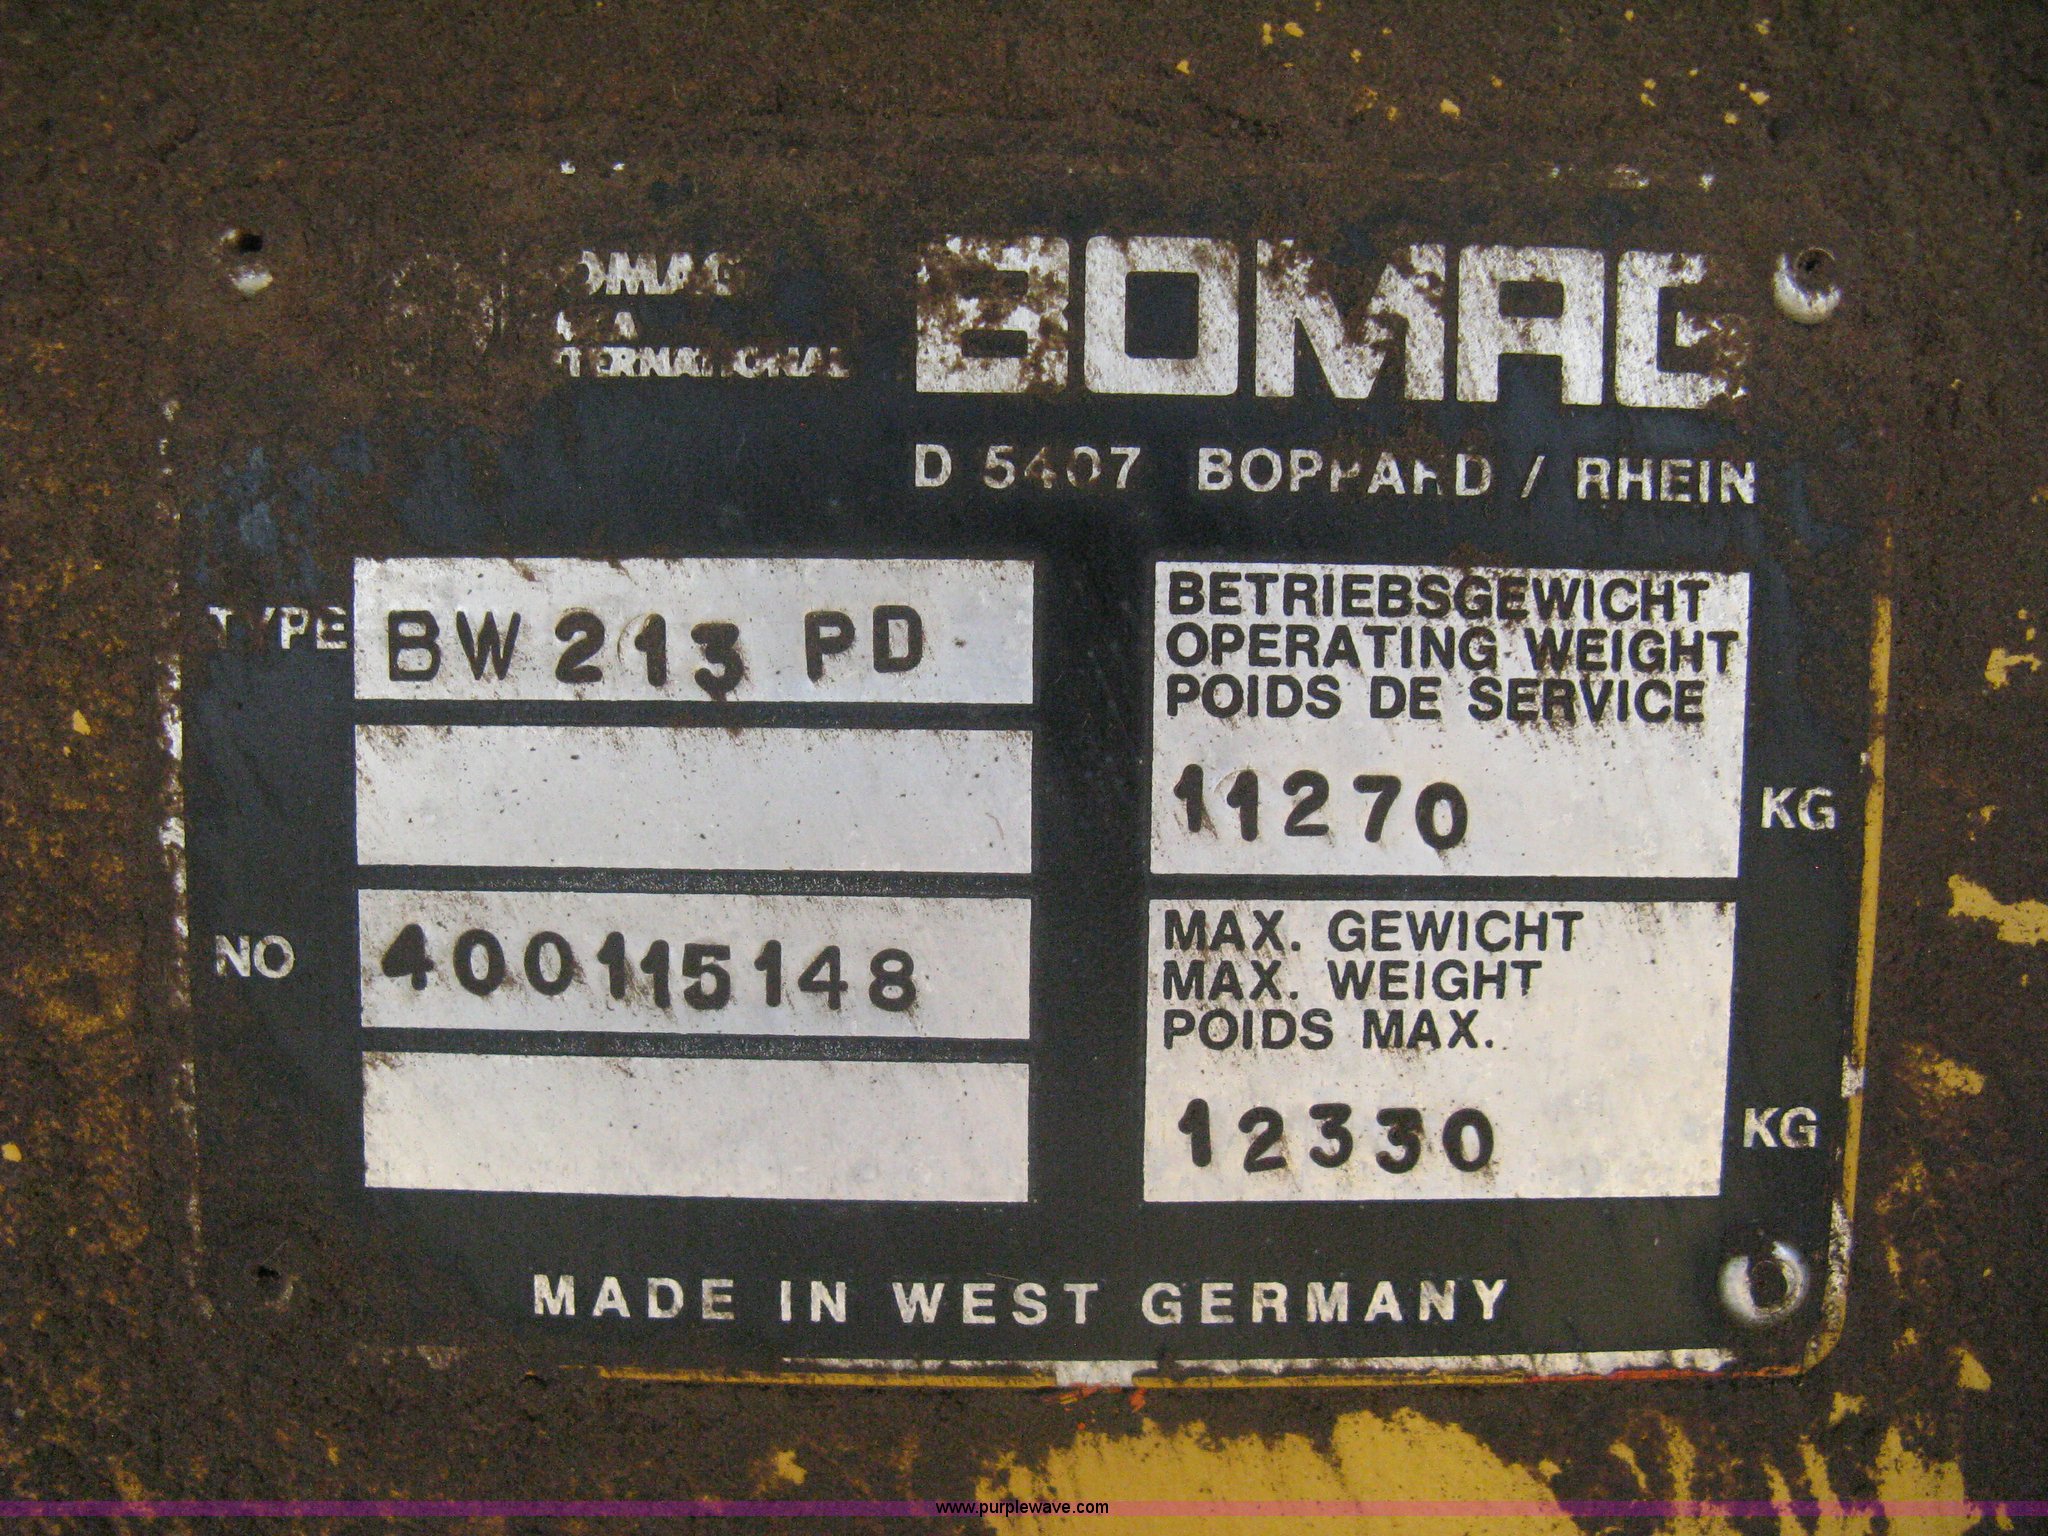 BOMAG
D 5407 BOPPARD / RHEIN
TYPE BW 213 PD
NO 400115148
BETRIEBSGEWICHT
OPERATING WEIGHT
POIDS DE SERVICE
11270 KG
MAX. GEWICHT
MAX. WEIGHT
POIDS MAX.
12330 KG
MADE IN WEST GERMANY
www.purplewave.com